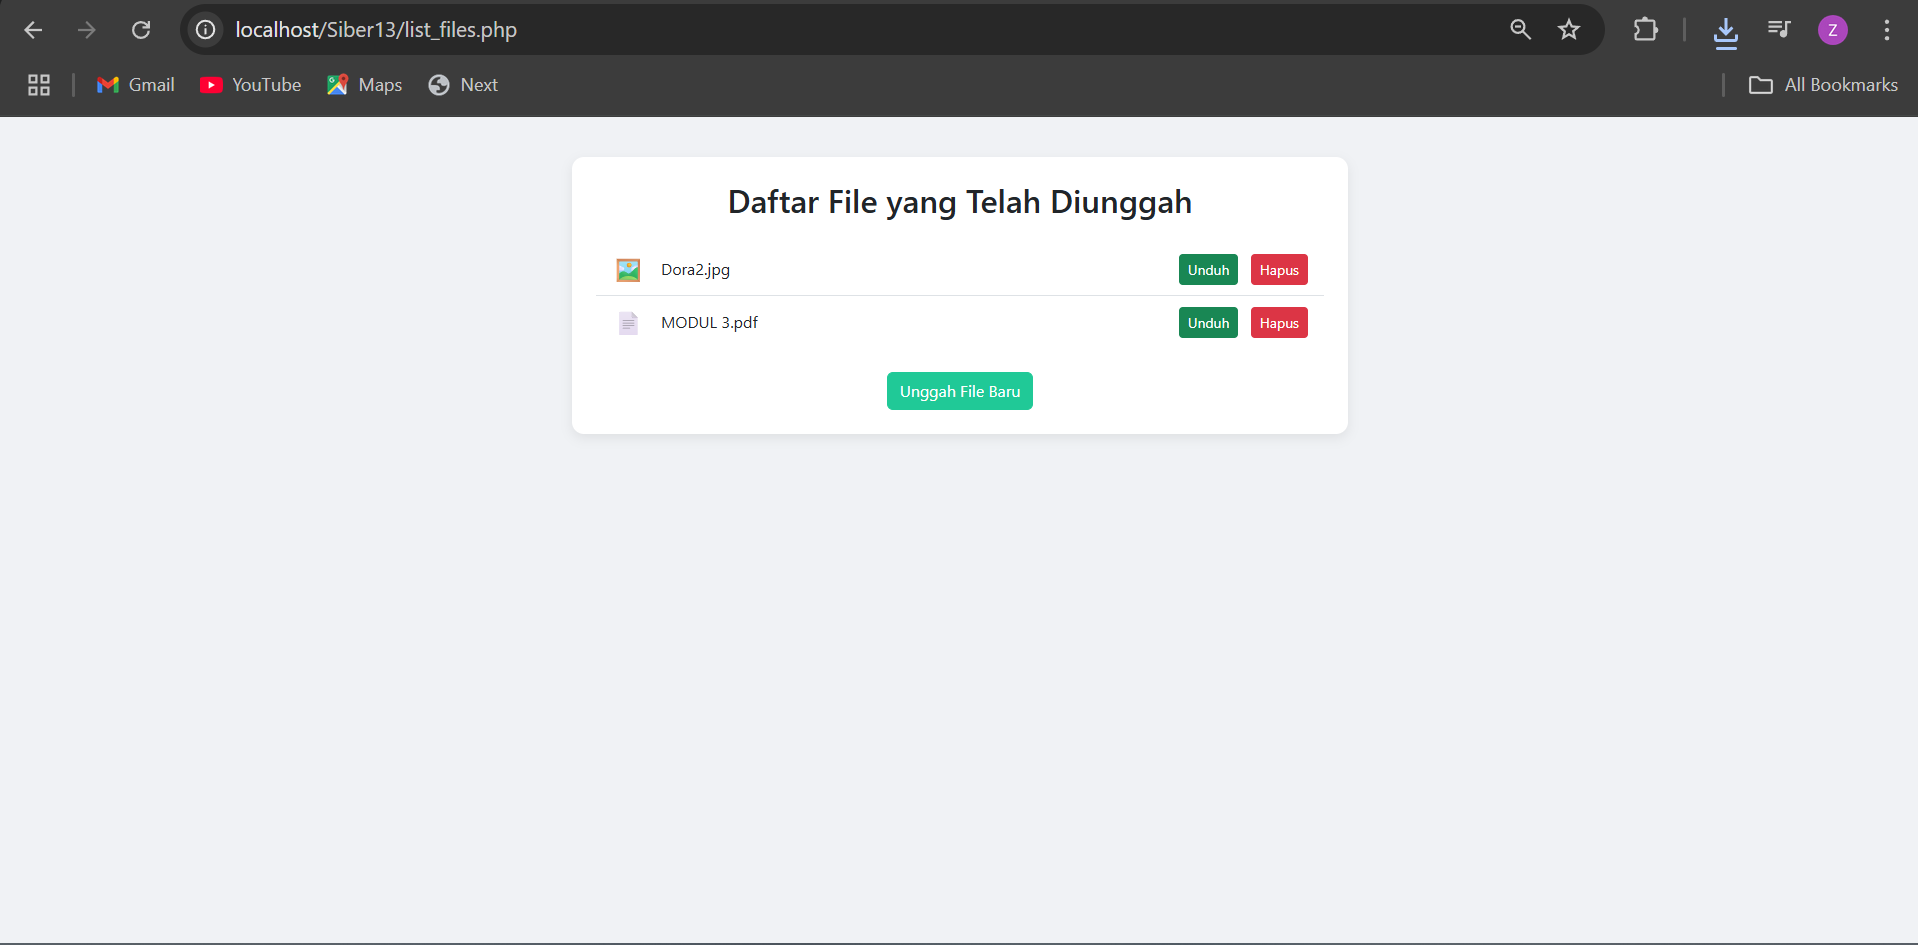 localhost/Siber13/list_files.php
Z
Gmail YouTube Maps Next All Bookmarks
Daftar File yang Telah Diunggah
Dora2.jpg Unduh Hapus
MODUL 3.pdf Unduh Hapus
Unggah File Baru